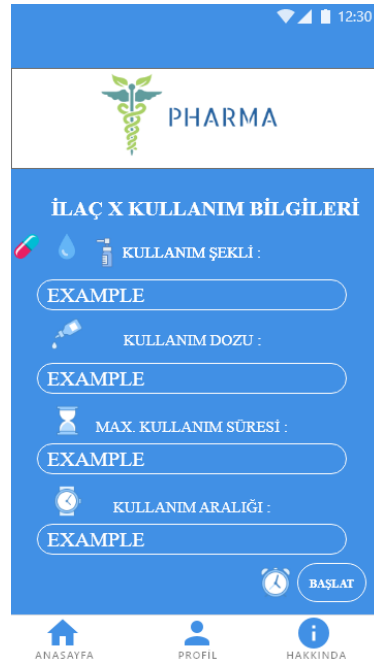 12:30
PHARMA
İLAÇ X KULLANIM BİLGİLERİ
KULLANIM ŞEKLİ :
EXAMPLE
KULLANIM DOZU :
EXAMPLE
MAX. KULLANIM SÜRESİ :
EXAMPLE
KULLANIM ARALIĞI :
EXAMPLE
BAŞLAT
ANASAYFA PROFİL HAKKINDA